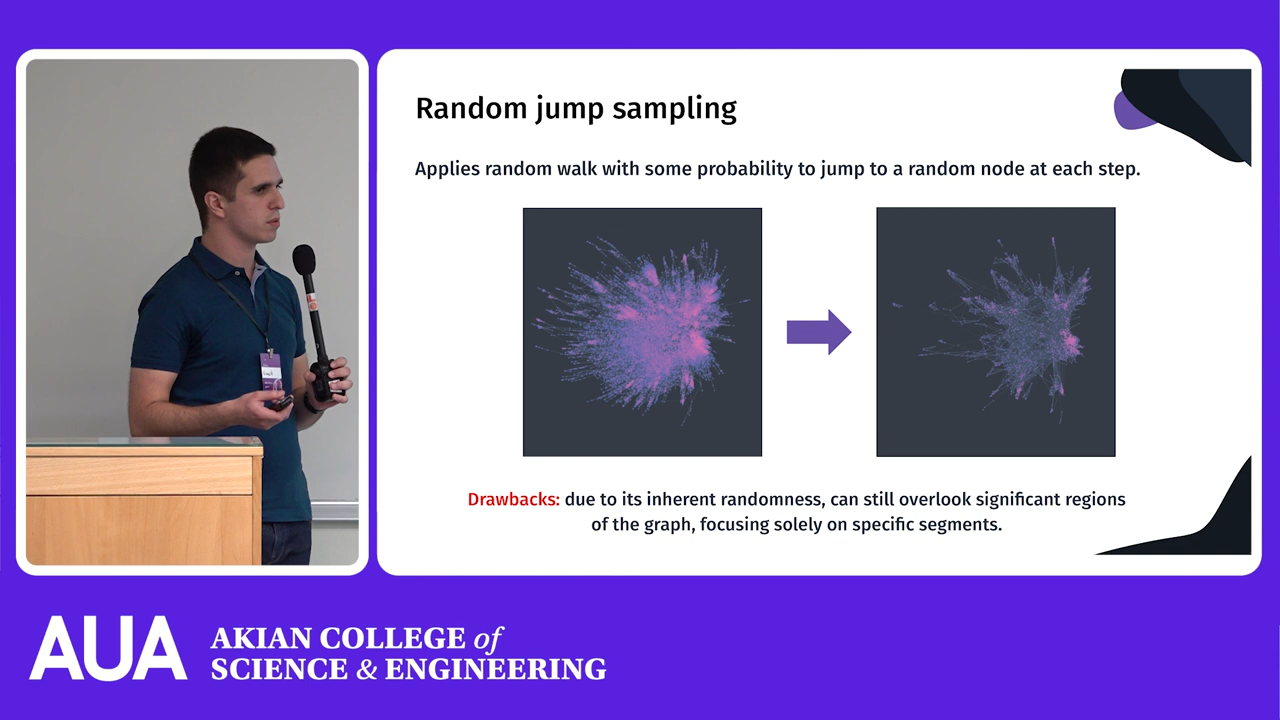 Random jump sampling
Applies random walk with some probability to jump to a random node at each step.
Drawbacks: due to its inherent randomness, can still overlook significant regions
of the graph, focusing solely on specific segments.
AUA
AKIAN COLLEGE of
SCIENCE & ENGINEERING